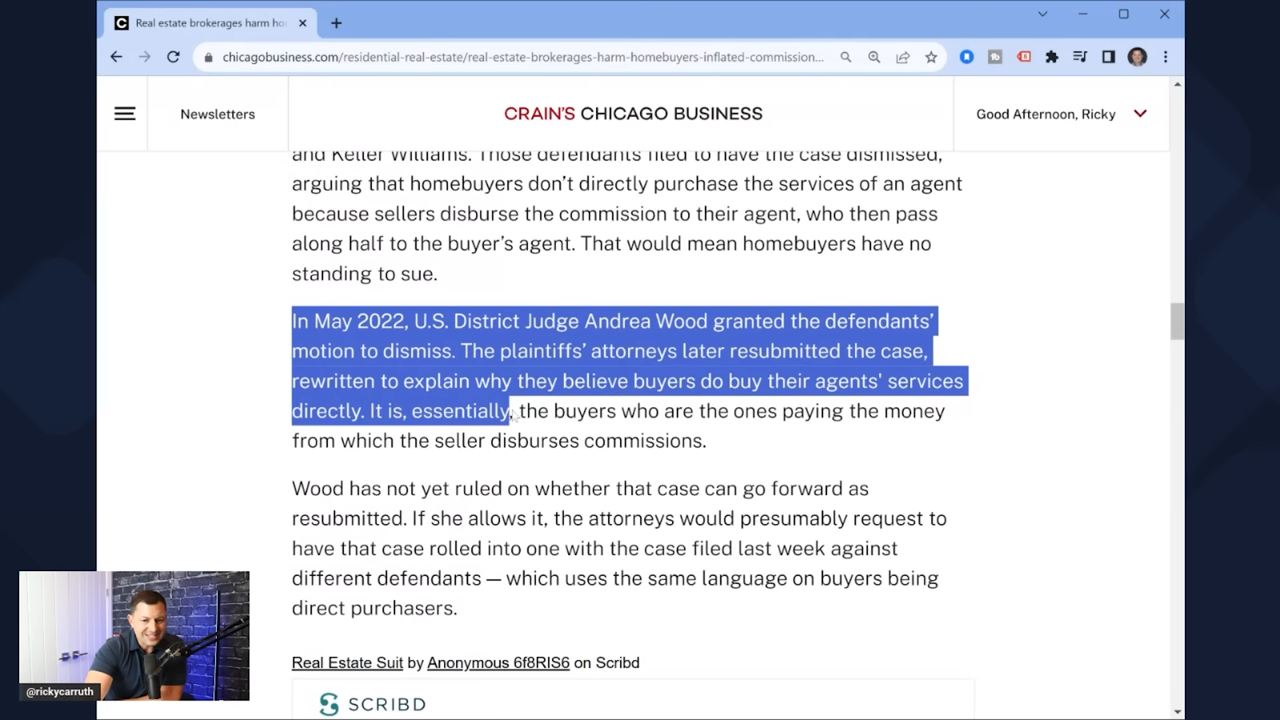 Real estate brokerages harm ho
chicagobusiness.com/residential-real-estate/real-estate-brokerages-harm-homebuyers-inflated-commission...
Newsletters
CRAIN'S CHICAGO BUSINESS
Good Afternoon, Ricky
and Keller Williams. Those defendants filed to have the case dismissed,
arguing that homebuyers don’t directly purchase the services of an agent
because sellers disburse the commission to their agent, who then pass
along half to the buyer’s agent. That would mean homebuyers have no
standing to sue.
In May 2022, U.S. District Judge Andrea Wood granted the defendants’
motion to dismiss. The plaintiffs’ attorneys later resubmitted the case,
rewritten to explain why they believe buyers do buy their agents' services
directly. It is, essentially, the buyers who are the ones paying the money
from which the seller disburses commissions.
Wood has not yet ruled on whether that case can go forward as
resubmitted. If she allows it, the attorneys would presumably request to
have that case rolled into one with the case filed last week against
different defendants — which uses the same language on buyers being
direct purchasers.
Real Estate Suit by Anonymous 6f8RIS6 on Scribd
SCRIBD
@rickycarruth